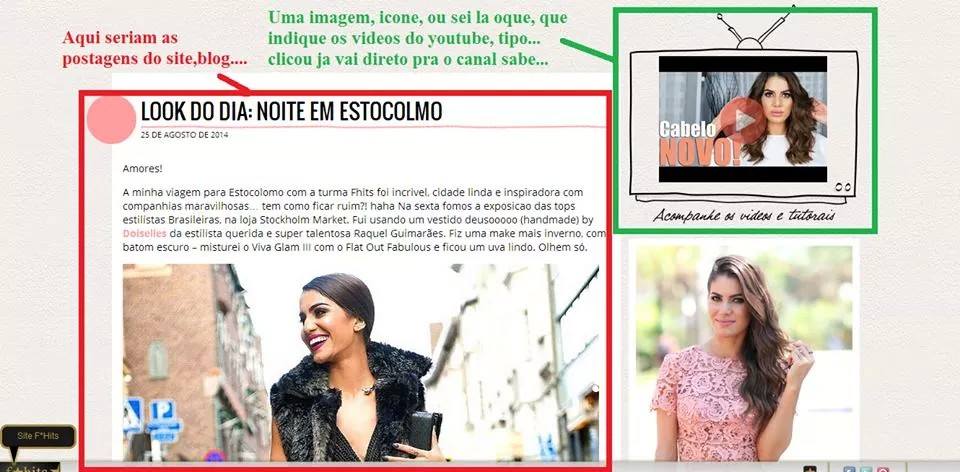 Aqui seriam as
postagens do site,blog....
Uma imagem, icone, ou sei la oque, que
indique os videos do youtube, tipo...
clicou ja vai direto pra o canal sabe...
LOOK DO DIA: NOITE EM ESTOCOLMO
25 DE AGOSTO DE 2014
Amores!
A minha viagem para Estocolomo com a turma Fhits foi incrivel, cidade linda e inspiradora com
companhias maravilhosas… tem como ficar ruim?! haha Na sexta fomos a exposicao das tops
estilistas Brasileiras, na loja Stockholm Market. Fui usando um vestido deusooooo (handmade) by
Doiselles da estilista querida e super talentosa Raquel Guimarães. Fiz uma make mais inverno, com
batom escuro – misturei o Viva Glam III com o Flat Out Fabulous e ficou um uva lindo. Olhem só.
Cabelo
NOVO!
Acompanhe os videos e tutoriais
Site F*Hits